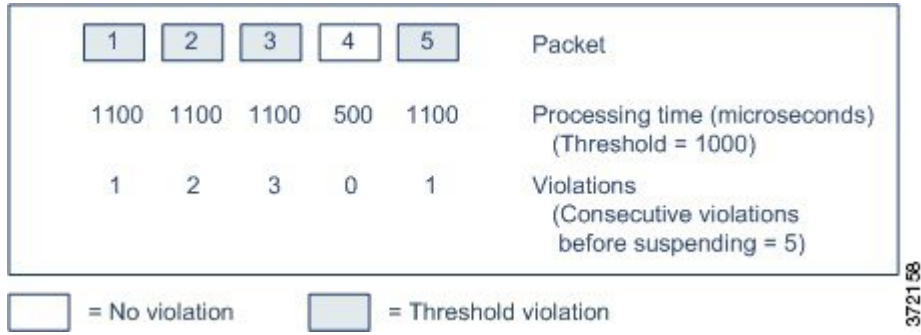 1 2 3 4 5 Packet
1100 1100 1100 500 1100 Processing time (microseconds)
(Threshold = 1000)
1 2 3 0 1 Violations
(Consecutive violations
before suspending = 5)
= No violation = Threshold violation
372158